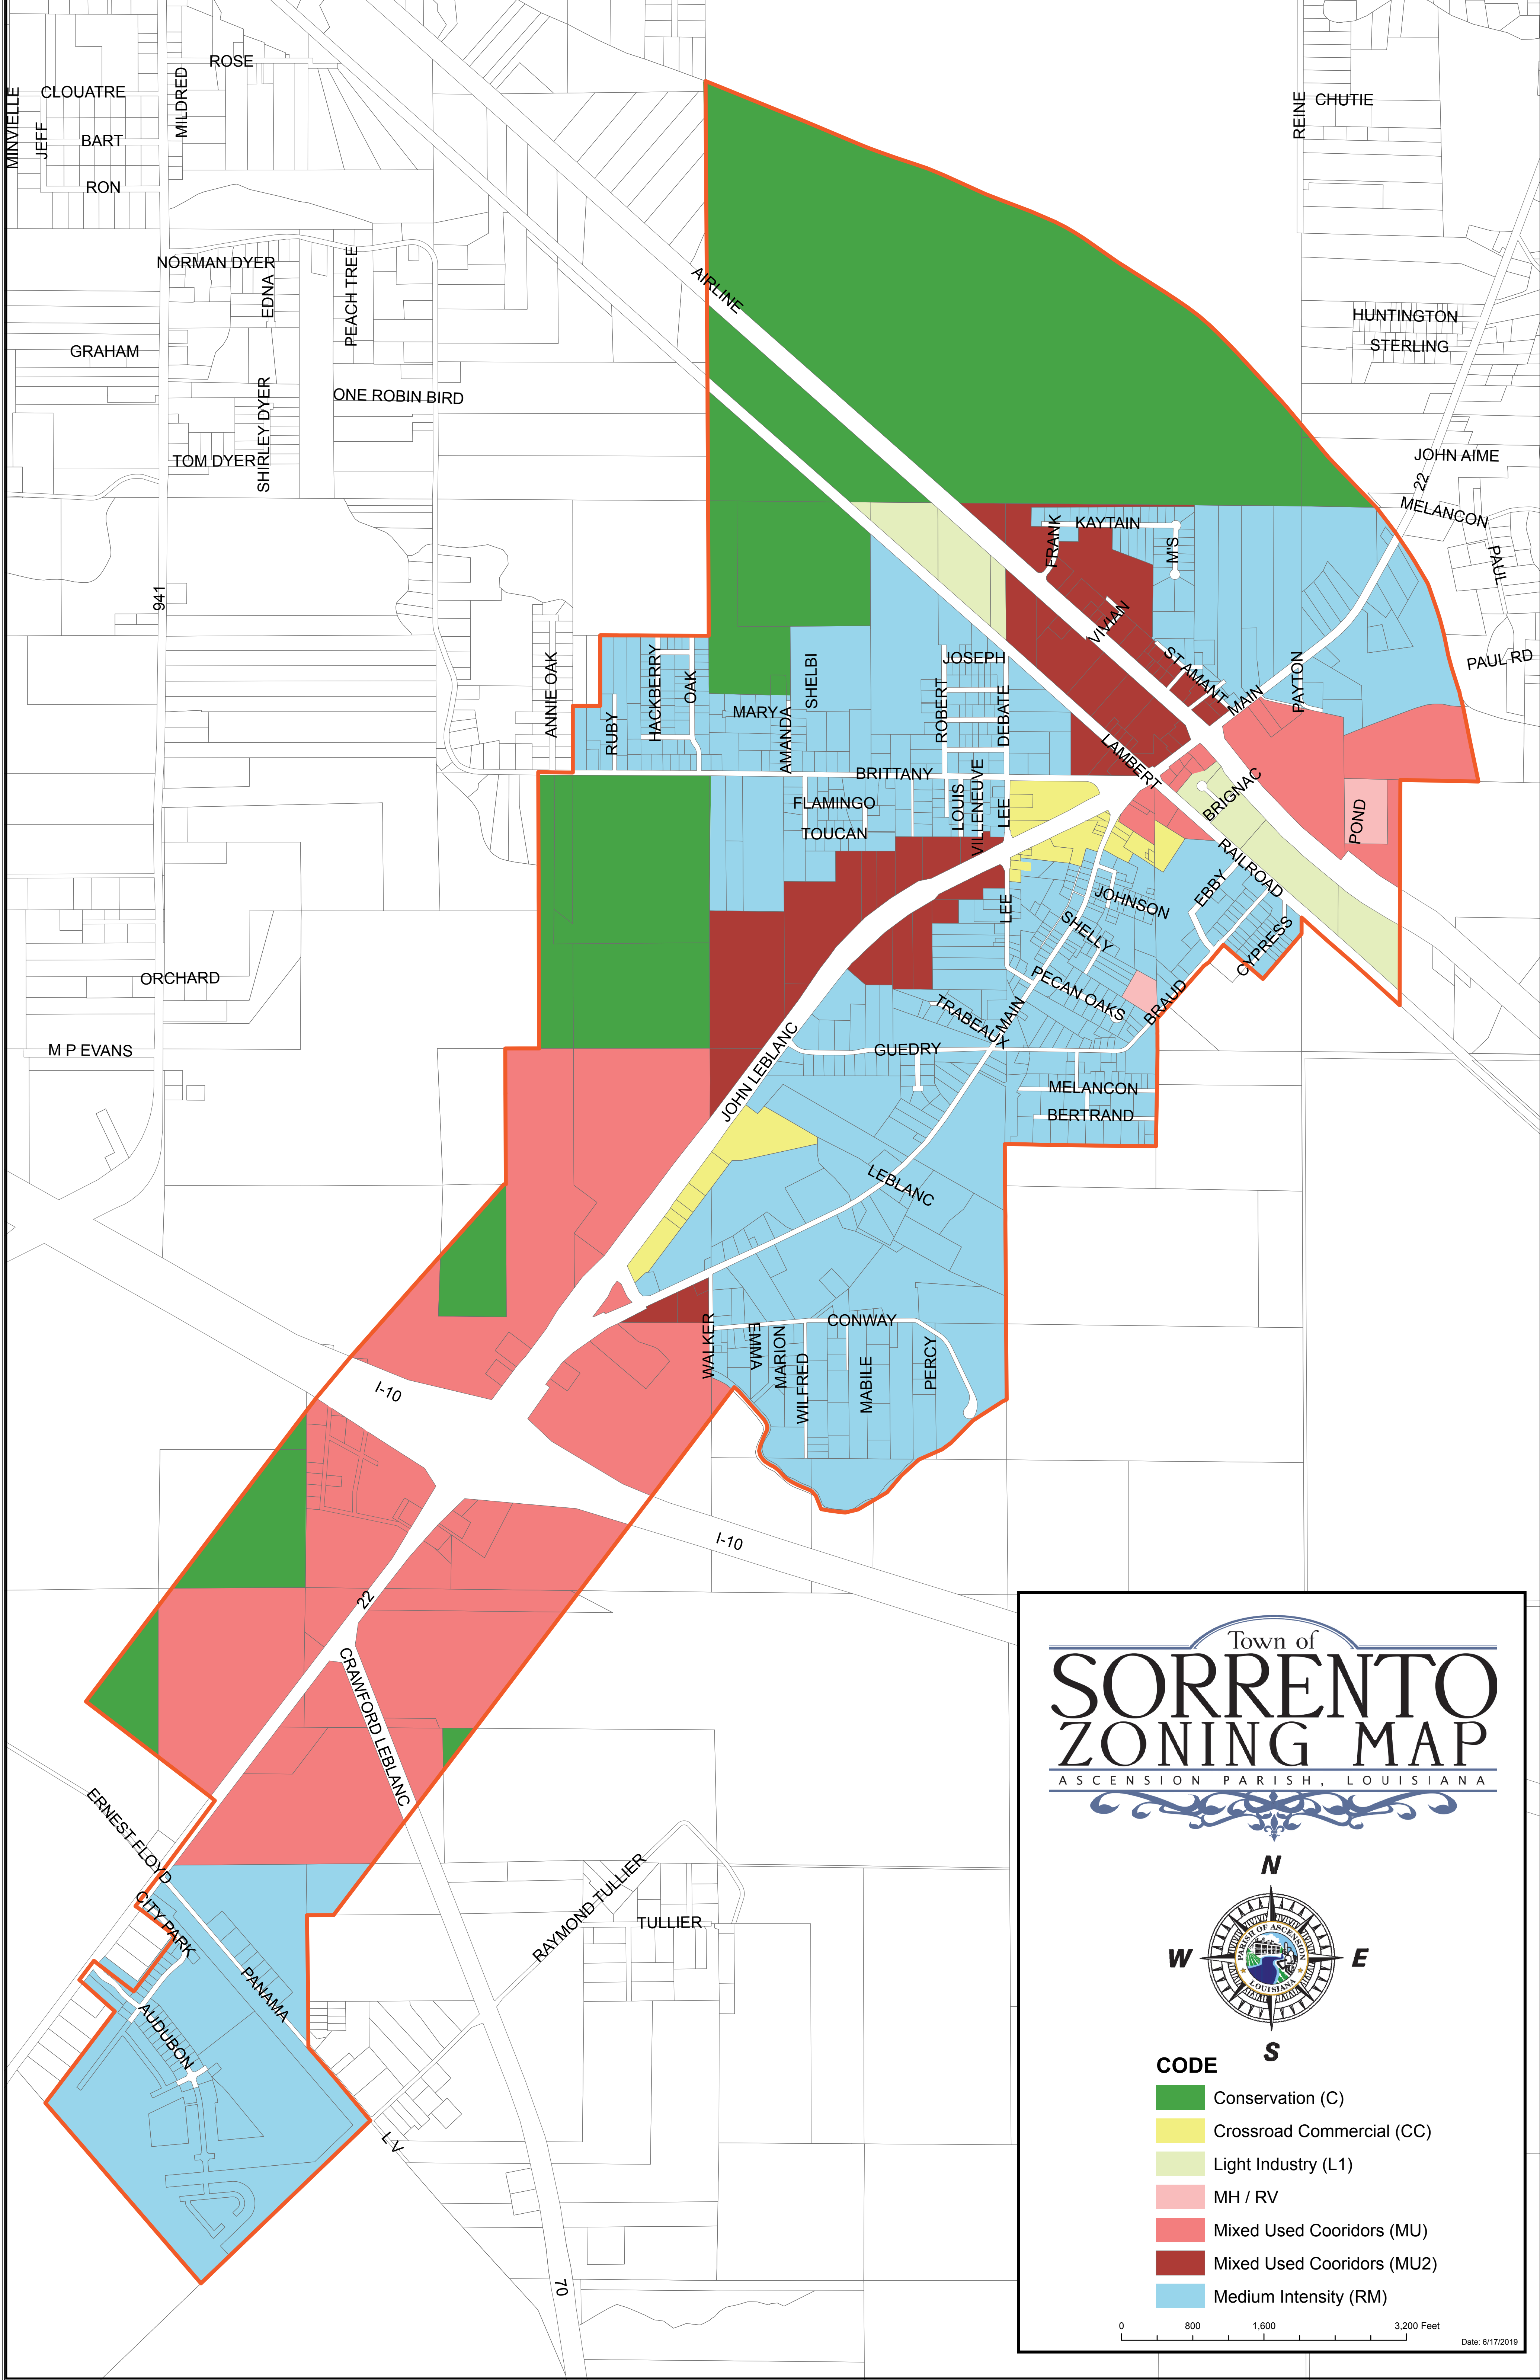 ROSE
CLOUATRE
MINVIELLE
JEFF
MILDRED
BART
RON
REINE
CHUTIE
NORMAN DYER
EDNA
PEACH TREE
AIRLINE
HUNTINGTON
STERLING
GRAHAM
ONE ROBIN BIRD
SHIRLEY DYER
TOM DYER
JOHN AIME
22
MELANCON
PAUL
KAYTAIN
FRANK
M'S
941
VIVIAN
ANNIE OAK
HACKBERRY
OAK
SHELBI
JOSEPH
ST AMANT
PAYTON
PAUL RD
RUBY
MARY
AMANDA
ROBERT
DEBATE
MAIN
LAMBERT
BRITTANY
FLAMINGO
TOUCAN
LOUIS
VILLENEUVE
LEE
BRIGNAC
POND
RAILROAD
EBBY
JOHNSON
LEE
SHELLY
CYPRESS
ORCHARD
PECAN OAKS
BRAUD
TRABEAUX
MAIN
M P EVANS
JOHN LEBLANC
GUEDRY
MELANCON
BERTRAND
LEBLANC
CONWAY
WALKER
EMMA
MARION
WILFRED
MABILE
PERCY
I-10
I-10
22
CRAWFORD LEBLANC
ERNEST FLOYD
CITY PARK
RAYMOND TULLIER
TULLIER
PANAMA
AUDUBON
L V
70
Town of
SORRENTO
ZONING MAP
ASCENSION PARISH, LOUISIANA
N
W
E
S
PARISH OF ASCENSION
LOUISIANA
CODE
Conservation (C)
Crossroad Commercial (CC)
Light Industry (L1)
MH / RV
Mixed Used Cooridors (MU)
Mixed Used Cooridors (MU2)
Medium Intensity (RM)
0 800 1,600 3,200 Feet
Date: 6/17/2019